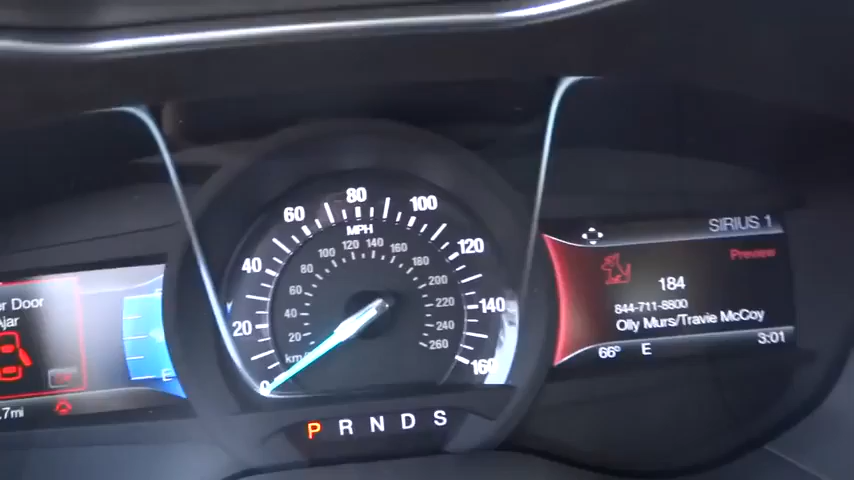 Door
Ajar
.7mi
E
0
20
40
60
80
100
120
140
160
MPH
km/h
20
40
60
80
100
120
140
160
180
200
220
240
260
P R N D S
SIRIUS 1
Preview
184
844-711-8800
Olly Murs/Travie McCoy
66° E
3:01